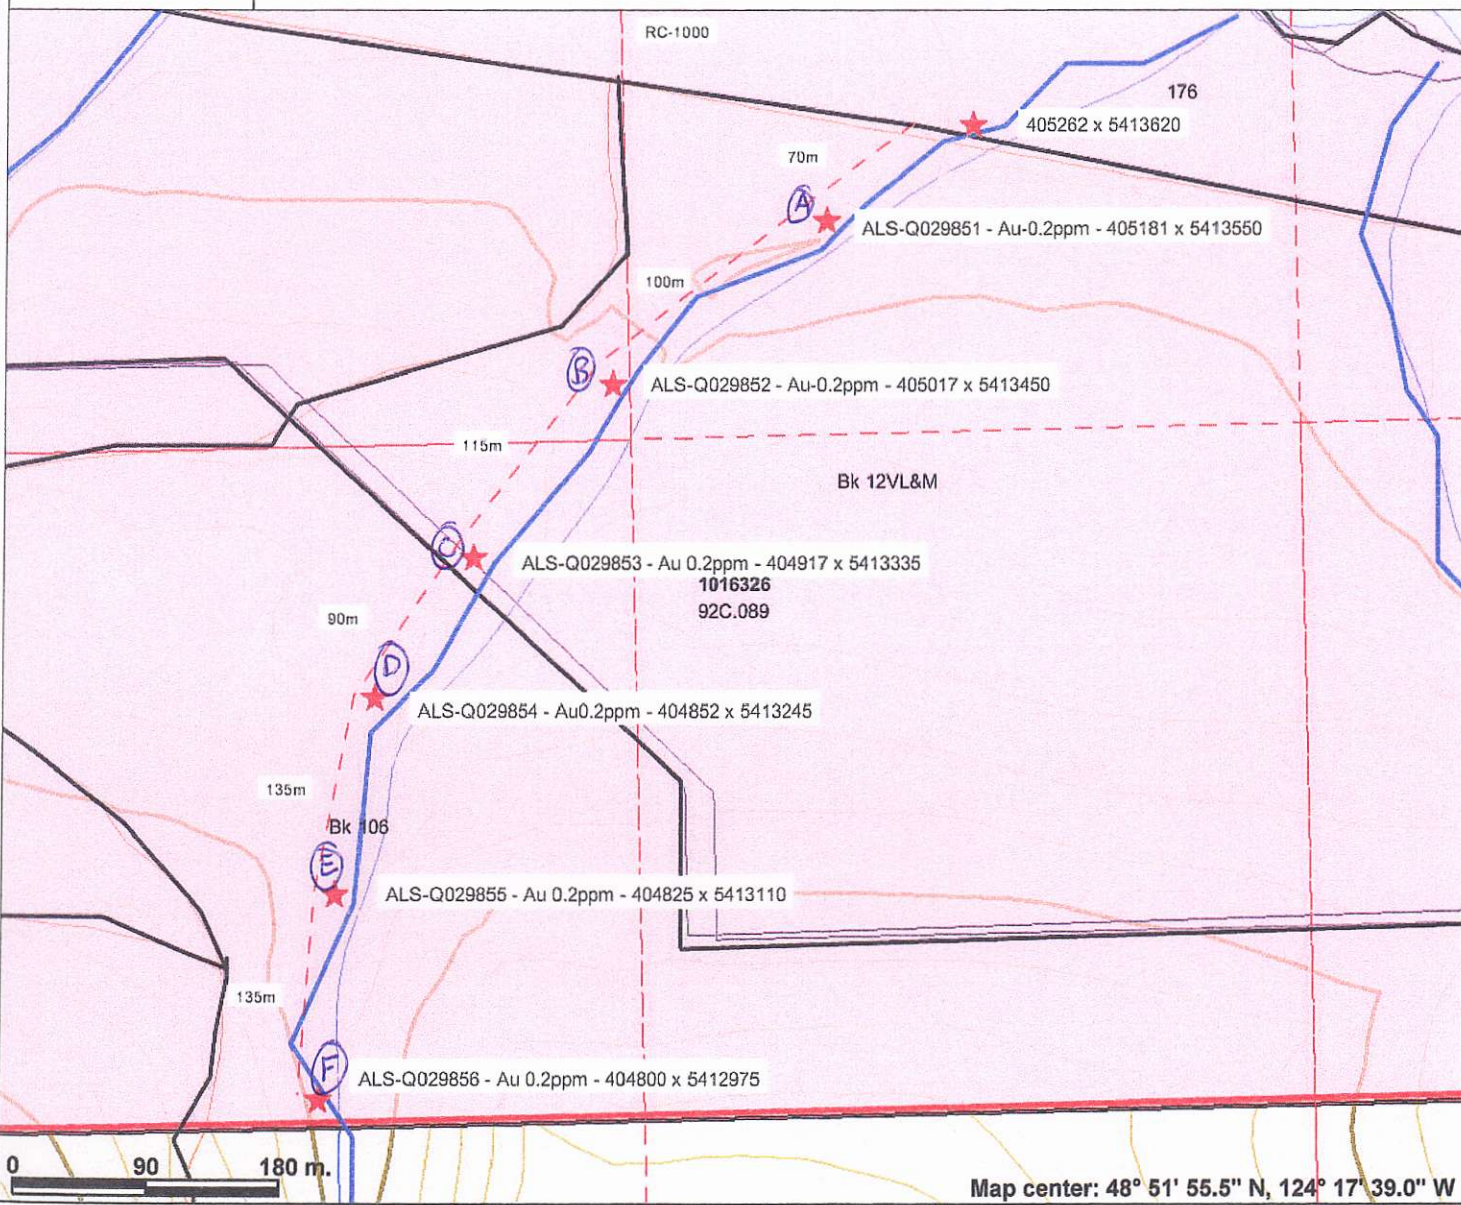 RC-1000
176
405262 x 5413620
70m
A
ALS-Q029851 - Au-0.2ppm - 405181 x 5413550
100m
B
ALS-Q029852 - Au-0.2ppm - 405017 x 5413450
115m
Bk 12VL&M
C
ALS-Q029853 - Au 0.2ppm - 404917 x 5413335
1016326
92C.089
90m
D
ALS-Q029854 - Au0.2ppm - 404852 x 5413245
135m
Bk 106
E
ALS-Q029855 - Au 0.2ppm - 404825 x 5413110
135m
F
ALS-Q029856 - Au 0.2ppm - 404800 x 5412975
0 90 180 m.
Map center: 48° 51' 55.5" N, 124° 17' 39.0" W